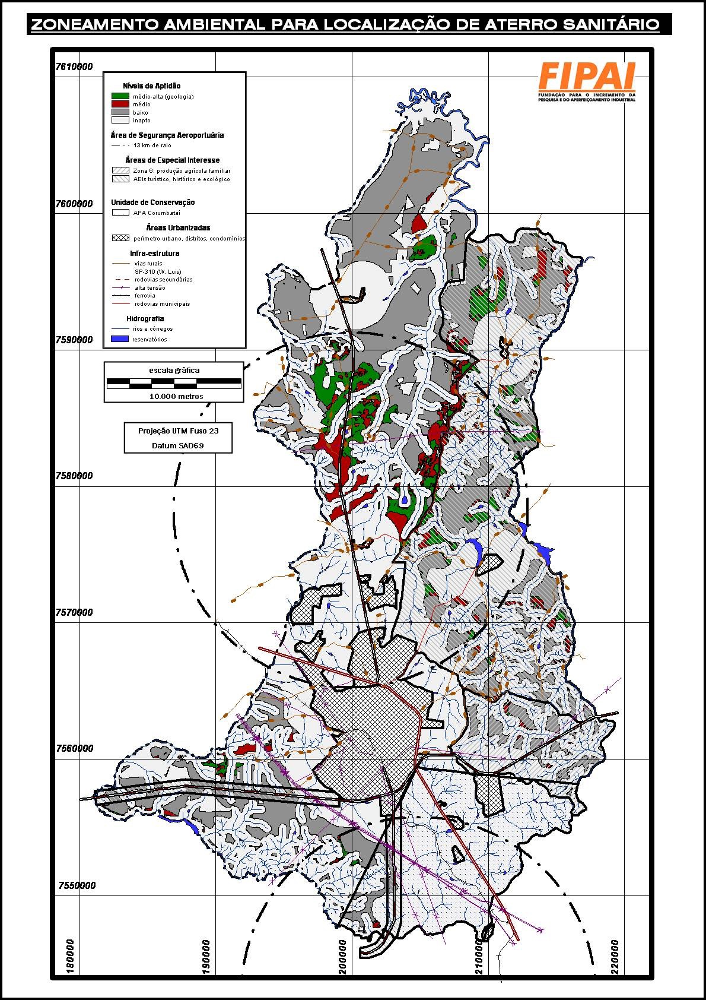 ZONEAMENTO AMBIENTAL PARA LOCALIZAÇÃO DE ATERRO SANITÁRIO
7610000
FIPAI
FUNDAÇÃO PARA O INCREMENTO DA
PESQUISA E DO APERFEIÇOAMENTO INDUSTRIAL
Níveis de Aptidão
médio-alta (geologia)
médio
baixo
inapto
Área de Segurança Aeroportuária
13 km de raio
Áreas de Especial Interesse
Zona 6: produção agrícola familiar
AEIs turístico, histórico e ecológico
Unidade de Conservação
APA Corumbataí
Áreas Urbanizadas
perímetro urbano, distritos, condomínios
Infra-estrutura
vias rurais
SP-310 (W. Luis)
rodovias secundárias
alta tensão
ferrovia
rodovias municipais
Hidrografia
rios e córregos
reservatórios
7600000
7590000
escala gráfica
10.000 metros
Projeção UTM Fuso 23
Datum SAD69
7580000
7570000
7560000
7550000
180000
190000
200000
210000
220000